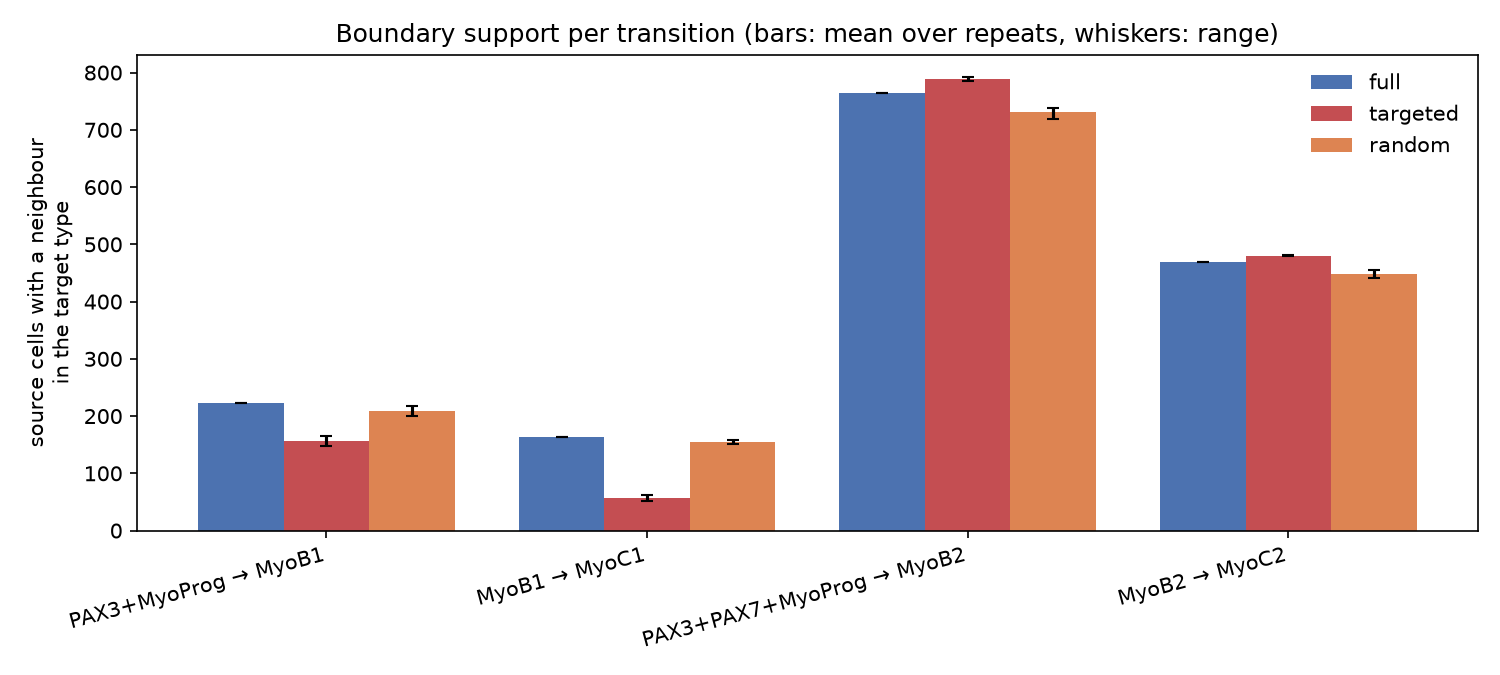 Boundary support per transition (bars: mean over repeats, whiskers: range)
source cells with a neighbour
in the target type
800
700
600
500
400
300
200
100
0
full
targeted
random
PAX3+MyoProg → MyoB1
MyoB1 → MyoC1
PAX3+PAX7+MyoProg → MyoB2
MyoB2 → MyoC2